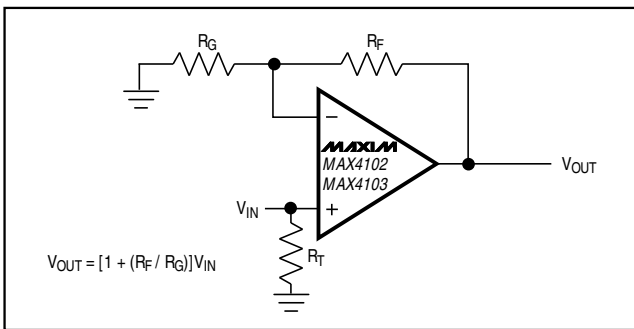 RG
RF
−
MAXIM
MAX4102
MAX4103
VOUT
VIN
+
RT
VOUT = [1 + (RF / RG)]VIN